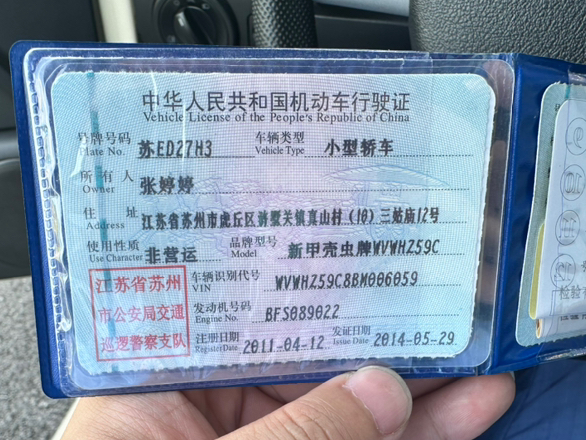 中华人民共和国机动车行驶证
Vehicle License of the People's Republic of China
号牌号码 苏ED27H3 车辆类型 小型轿车
Plate No. Vehicle Type
所有人 张婷婷
Owner
住址 江苏省苏州市虎丘区浒墅关镇真山村(10)三姑庙12号
Address
使用性质 非营运 品牌型号 新甲壳虫牌WVWHZ59C
Use Character Model
江苏省苏州
市公安局交通
巡逻警察支队
车辆识别代号 WVWHZ59C8BM006059
VIN
发动机号码 BFS089022
Engine No.
注册日期 2011-04-12 发证日期 2014-05-29
Register Date Issue Date
检验